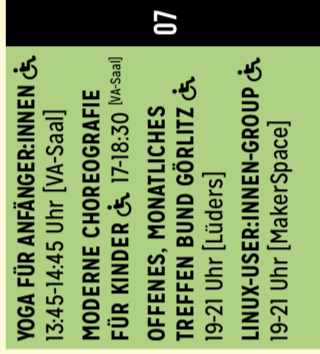 07
YOGA FÜR ANFÄNGER:INNEN
13:45-14:45 Uhr [VA-Saal]
MODERNE CHOREOGRAFIE
FÜR KINDER 17-18:30 [VA-Saal]
OFFENES, MONATLICHES
TREFFEN BUND GÖRLITZ
19-21 Uhr [Lüders]
LINUX-USER:INNEN-GROUP
19-21 Uhr [MakerSpace]